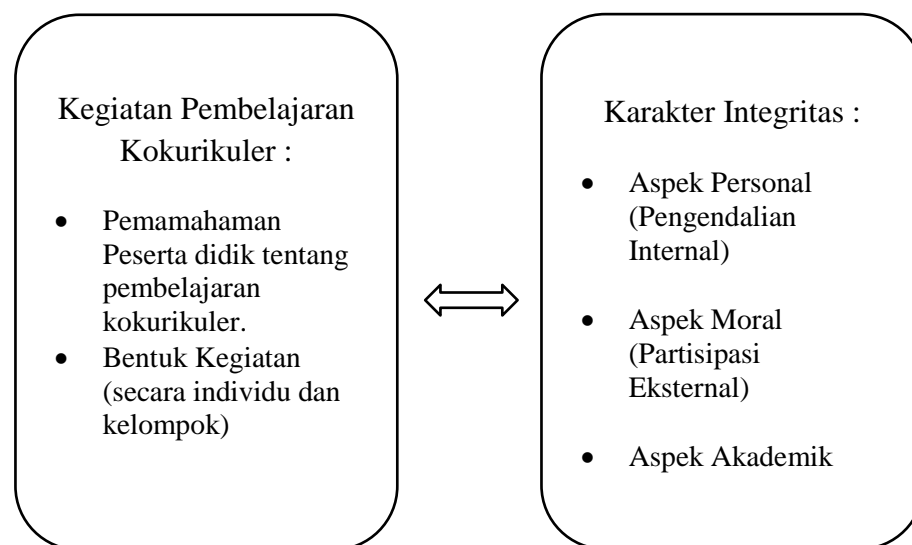 Kegiatan Pembelajaran
Kokurikuler :
• Pemamahaman
Peserta didik tentang
pembelajaran
kokurikuler.
• Bentuk Kegiatan
(secara individu dan
kelompok)
Karakter Integritas :
• Aspek Personal
(Pengendalian
Internal)
• Aspek Moral
(Partisipasi
Eksternal)
• Aspek Akademik